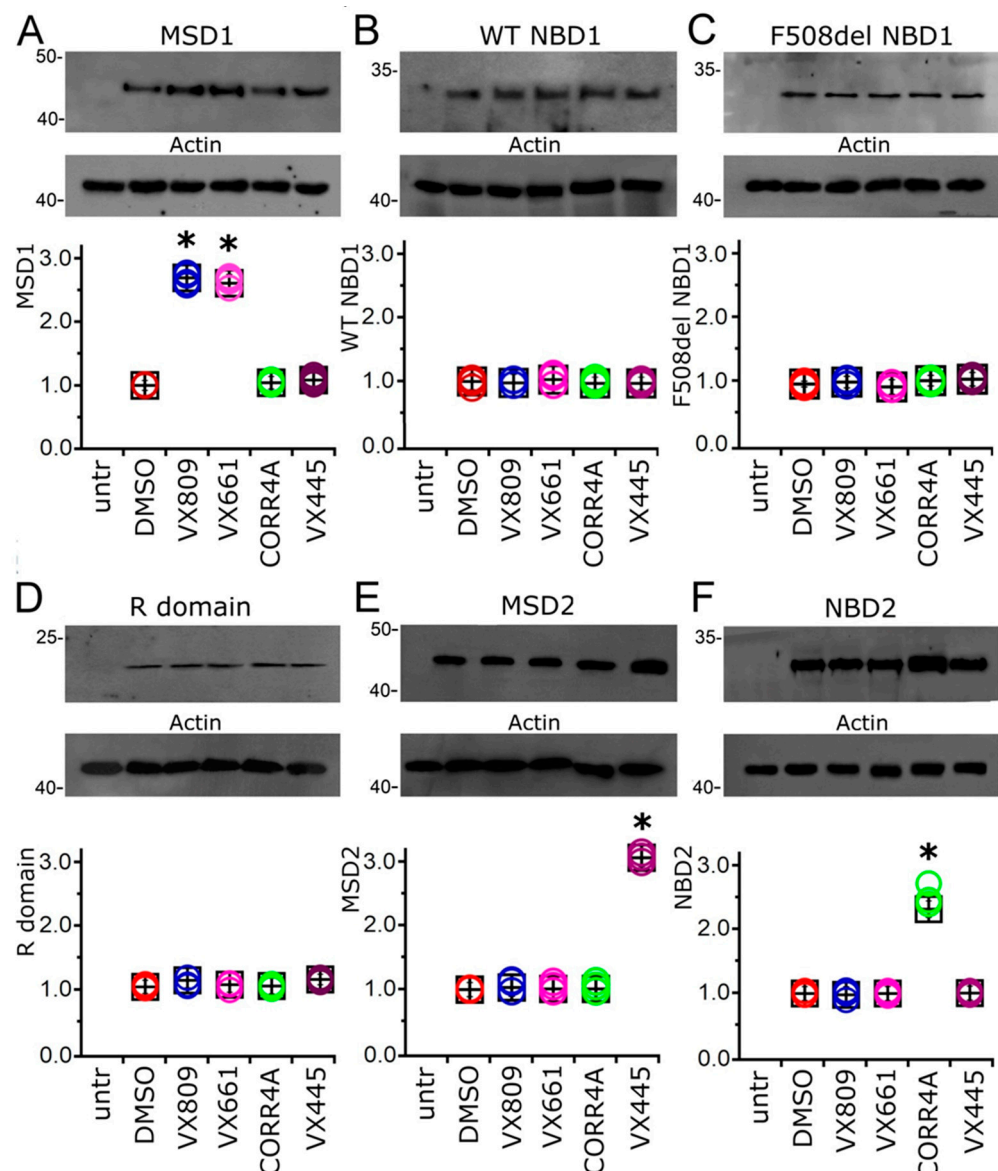 A MSD1 B WT NBD1 C F508del NBD1
50- 35- 35-
40-
Actin Actin Actin
40- 40- 40-
MSD1 WT NBD1 F508del NBD1
3.0 3.0 3.0
* *
2.0 2.0 2.0
1.0 1.0 1.0
0.0 0.0 0.0
untr DMSO VX809 VX661 CORR4A VX445 untr DMSO VX809 VX661 CORR4A VX445 untr DMSO VX809 VX661 CORR4A VX445
D R domain E MSD2 F NBD2
25- 50- 35-
40-
Actin Actin Actin
40- 40- 40-
R domain MSD2 NBD2
* *
3.0 3.0 3.0
2.0 2.0 2.0
1.0 1.0 1.0
0.0 0.0 0.0
untr DMSO VX809 VX661 CORR4A VX445 untr DMSO VX809 VX661 CORR4A VX445 untr DMSO VX809 VX661 CORR4A VX445